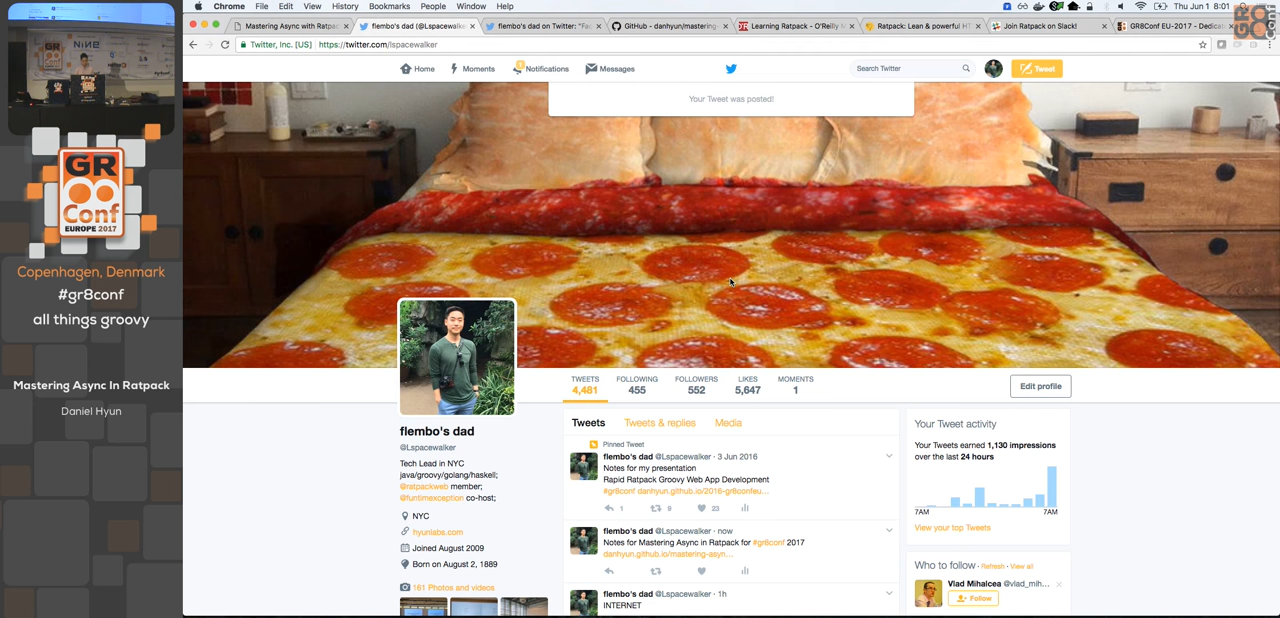 Chrome File Edit View History Bookmarks People Window Help
Thu Jun 1 8:01
Mastering Async with Ratpac
flembo's dad (@Lspacewalke
flembo's dad on Twitter: "Fac
GitHub - danhyun/mastering-
Learning Ratpack - O'Reilly M
Ratpack: Lean & powerful HT
Join Ratpack on Slack!
GR8Conf EU-2017 - Dedicat
Twitter, Inc. [US] https://twitter.com/lspacewalker
Home Moments Notifications Messages
Search Twitter
Tweet
Your Tweet was posted!
NiNE
GR
Conf
EUROPE 2017
Copenhagen, Denmark
#gr8conf
all things groovy
Mastering Async In Ratpack
Daniel Hyun
TWEETS
4,481
FOLLOWING
455
FOLLOWERS
552
LIKES
5,647
MOMENTS
1
Edit profile
flembo's dad
@Lspacewalker
Tech Lead in NYC
java/groovy/golang/haskell;
@ratpackweb member;
@funtimexception co-host;
NYC
hyunlabs.com
Joined August 2009
Born on August 2, 1889
161 Photos and videos
Tweets Tweets & replies Media
Pinned Tweet
flembo's dad @Lspacewalker · 3 Jun 2016
Notes for my presentation
Rapid Ratpack Groovy Web App Development
#gr8conf danhyun.github.io/2016-gr8confeu…
1 9 23
flembo's dad @Lspacewalker · now
Notes for Mastering Async in Ratpack for #gr8conf 2017
danhyun.github.io/mastering-asyn…
flembo's dad @Lspacewalker · 1h
INTERNET
Your Tweet activity
Your Tweets earned 1,130 impressions
over the last 24 hours
7AM 7AM
View your top Tweets
Who to follow · Refresh · View all
Vlad Mihalcea @vlad_mih...
Follow